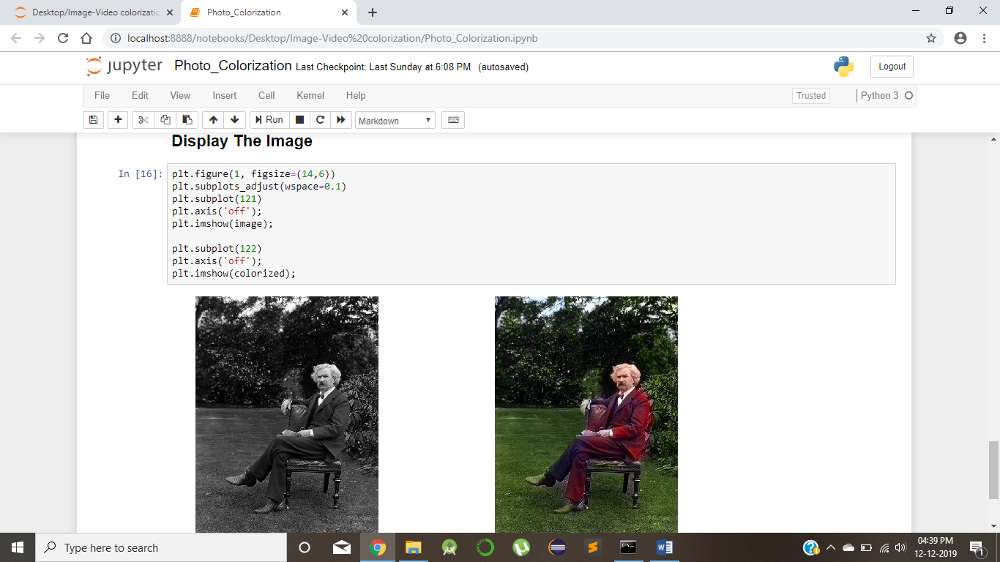 Desktop/Image-Video colorizatio
Photo_Colorization
localhost:8888/notebooks/Desktop/Image-Video%20colorization/Photo_Colorization.ipynb
jupyter Photo_Colorization Last Checkpoint: Last Sunday at 6:08 PM (autosaved)
Logout
File Edit View Insert Cell Kernel Help
Trusted
Python 3
Run
Markdown
Display The Image
In [16]:
plt.figure(1, figsize=(14,6))
plt.subplots_adjust(wspace=0.1)
plt.subplot(121)
plt.axis('off');
plt.imshow(image);
plt.subplot(122)
plt.axis('off');
plt.imshow(colorized);
Type here to search
04:39 PM
12-12-2019
1